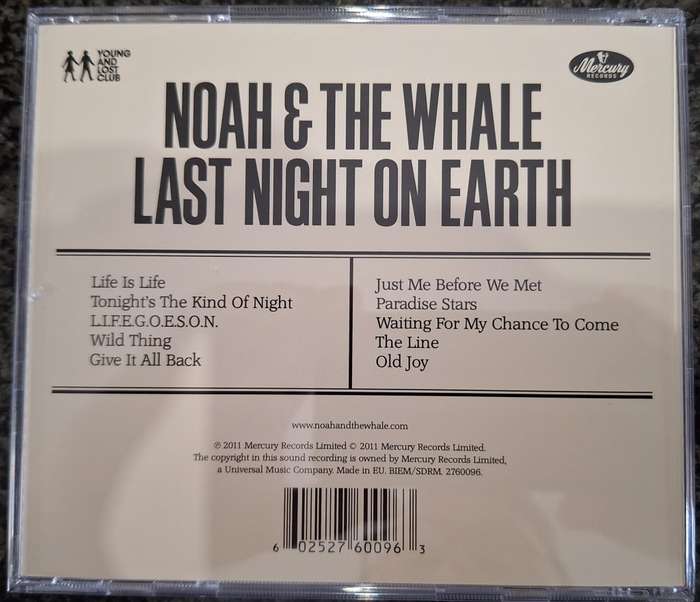 YOUNG
AND
LOST
CLUB
Mercury
RECORDS
NOAH & THE WHALE
LAST NIGHT ON EARTH
Life Is Life
Tonight's The Kind Of Night
L.I.F.E.G.O.E.S.O.N.
Wild Thing
Give It All Back
Just Me Before We Met
Paradise Stars
Waiting For My Chance To Come
The Line
Old Joy
www.noahandthewhale.com
℗ 2011 Mercury Records Limited © 2011 Mercury Records Limited.
The copyright in this sound recording is owned by Mercury Records Limited,
a Universal Music Company. Made in EU. BIEM/SDRM. 2760096.
6 02527 60096 3